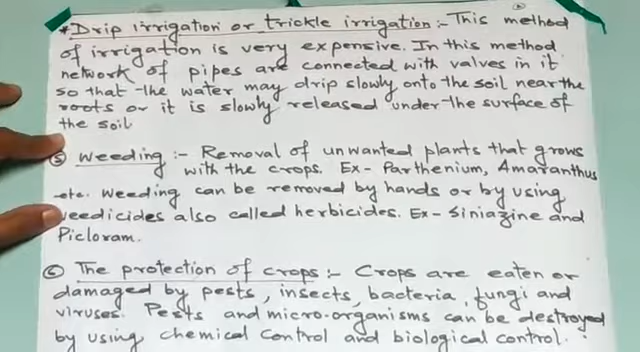 *Drip irrigation or trickle irrigation :- This method
of irrigation is very expensive. In this method
network of pipes are connected with valves in it
so that the water may drip slowly onto the soil near the
roots or it is slowly released under the surface of
the soil
⑤ Weeding :- Removal of unwanted plants that grows
with the crops. Ex- Parthenium, Amaranthus
etc. Weeding can be removed by hands or by using
weedicides also called herbicides. Ex - Siniazine and
Picloram.
⑥ The protection of crops :- Crops are eaten or
damaged by pests, insects, bacteria, fungi and
viruses. Pests and micro-organisms can be destroyed
by using chemical control and biological control.